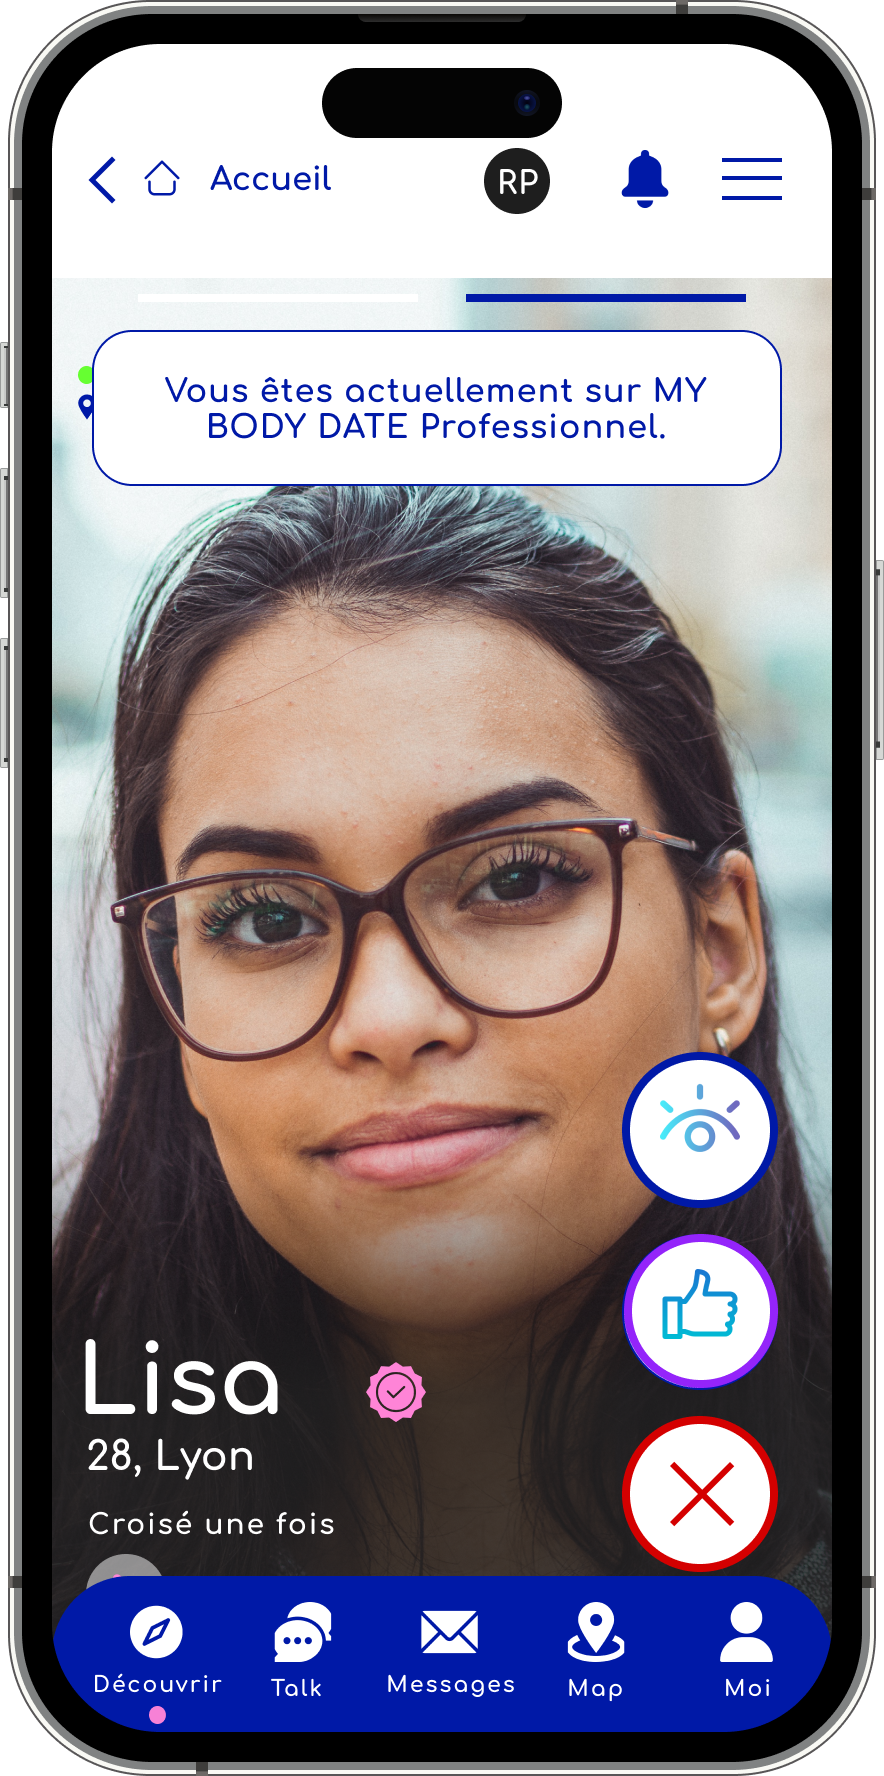 Accueil
RP
Vous êtes actuellement sur MY
BODY DATE Professionnel.
Lisa
28, Lyon
Croisé une fois
Découvrir
Talk
Messages
Map
Moi